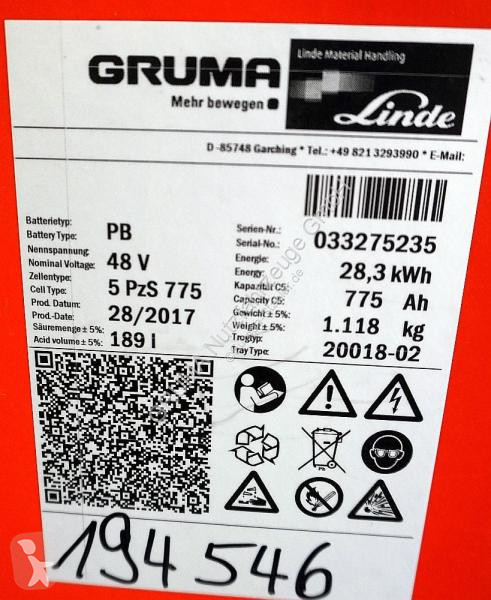 GRUMA
Mehr bewegen
Linde Material Handling
Linde
D-85748 Garching * Tel.: +49 821 3293990 * E-Mail:
Batterietyp:
Battery Type: PB
Nennspannung:
Nominal Voltage: 48 V
Zellentype:
Cell Type: 5 PzS 775
Prod. Datum:
Prod.-Date: 28/2017
Säuremenge ± 5%:
Acid volume ± 5%: 189 l
Serien-Nr.:
Serial-No.: 033275235
Energie:
Energy: 28,3 kWh
Kapazität C5:
Capacity C5: 775 Ah
Gewicht ± 5%:
Weight ± 5%: 1.118 kg
Trogtyp:
Tray Type: 20018-02
Pb
194 546